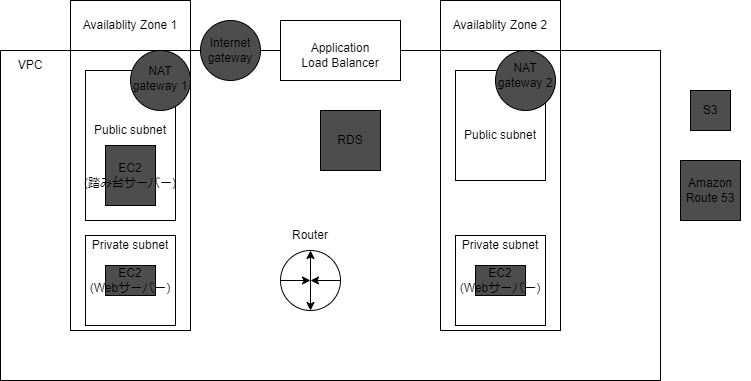 Availablity Zone 1
Internet
gateway
Application
Load Balancer
Availablity Zone 2
VPC
NAT
gateway 1
NAT
gateway 2
Public subnet
RDS
Public subnet
S3
EC2
(踏み台サーバー)
Amazon
Route 53
Router
Private subnet
EC2
(Webサーバー)
Private subnet
EC2
(Webサーバー)